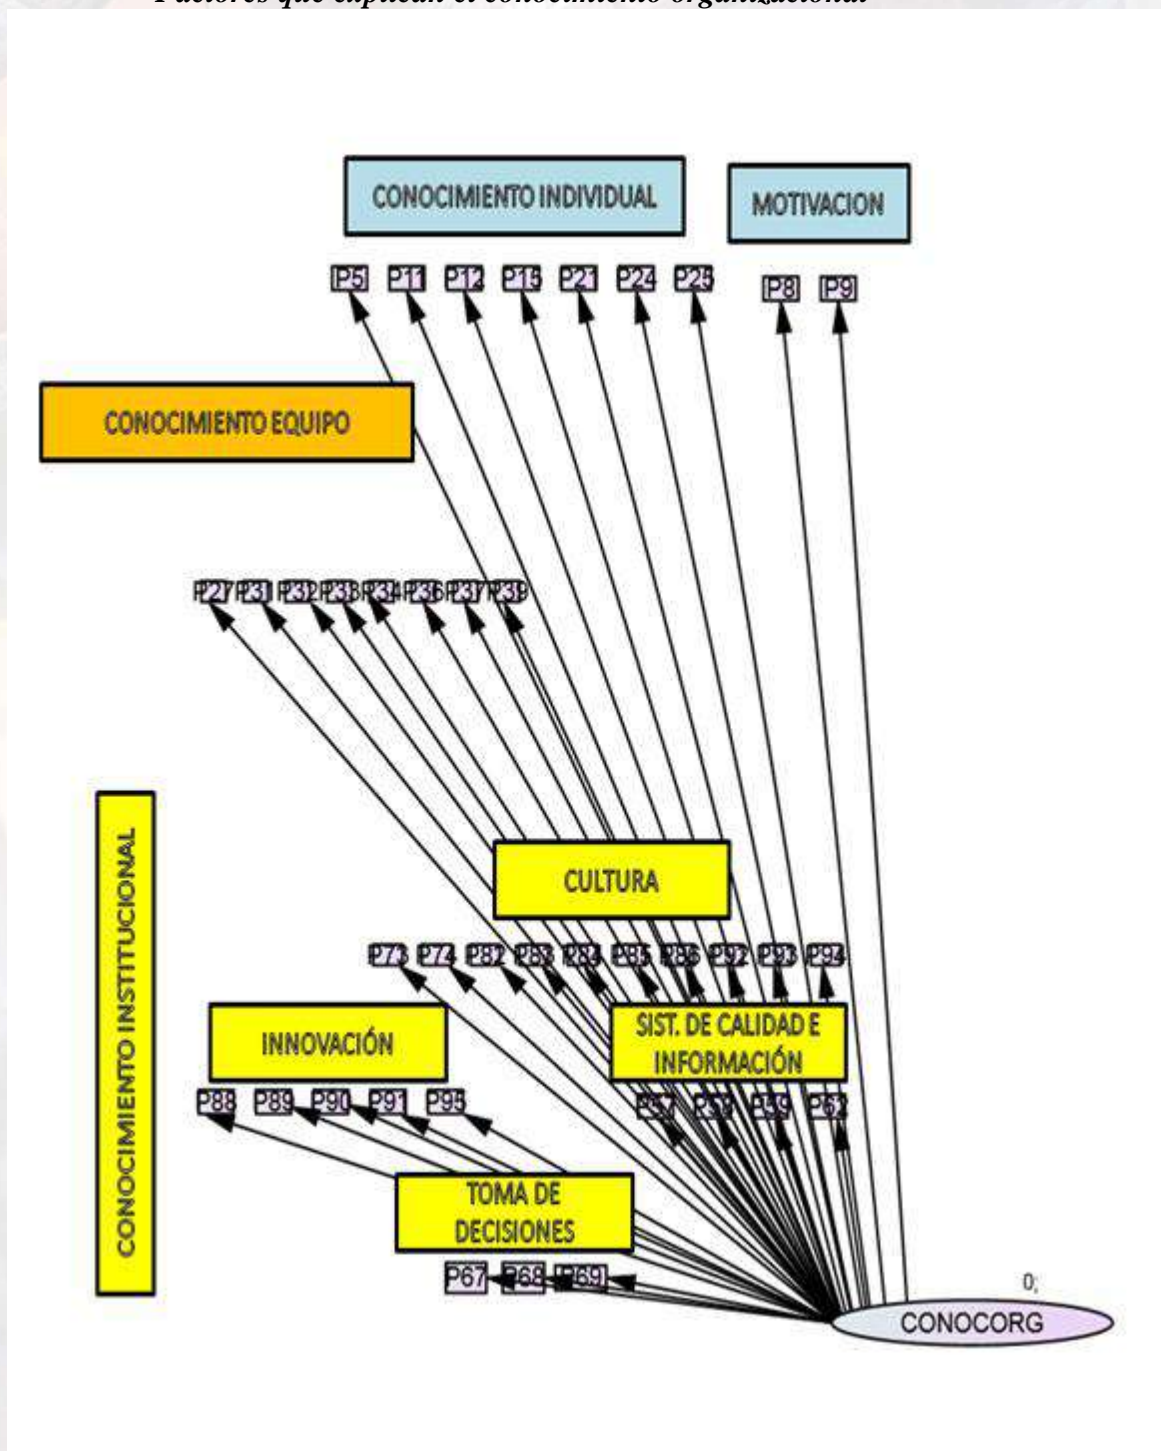 Factores que explican el conocimiento organizacional
CONOCIMIENTO INDIVIDUAL
MOTIVACION
P5 P11 P12 P15 P21 P24 P25
P8 P9
CONOCIMIENTO EQUIPO
P27 P31 P32 P33 P34 P36 P37 P39
CONOCIMIENTO INSTITUCIONAL
CULTURA
P73 P74 P82 P83 P84 P85 P86 P92 P93 P94
INNOVACIÓN
SIST. DE CALIDAD E
INFORMACIÓN
P88 P89 P90 P91 P95
P57 P58 P59 P62
TOMA DE
DECISIONES
P67 P68 P69
0;
CONOCORG